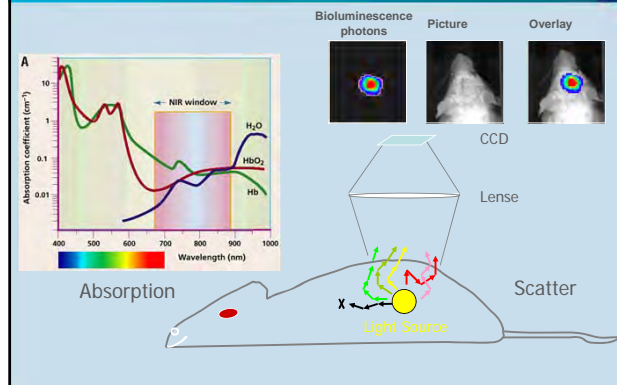 Bioluminescence
photons
Picture
Overlay
A
Absorption coefficient (cm⁻¹)
10
1
0.1
0.01
NIR window
H₂O
HbO₂
Hb
400 500 600 700 800 900 1000
Wavelength (nm)
CCD
Lense
Absorption
Scatter
X
Light Source